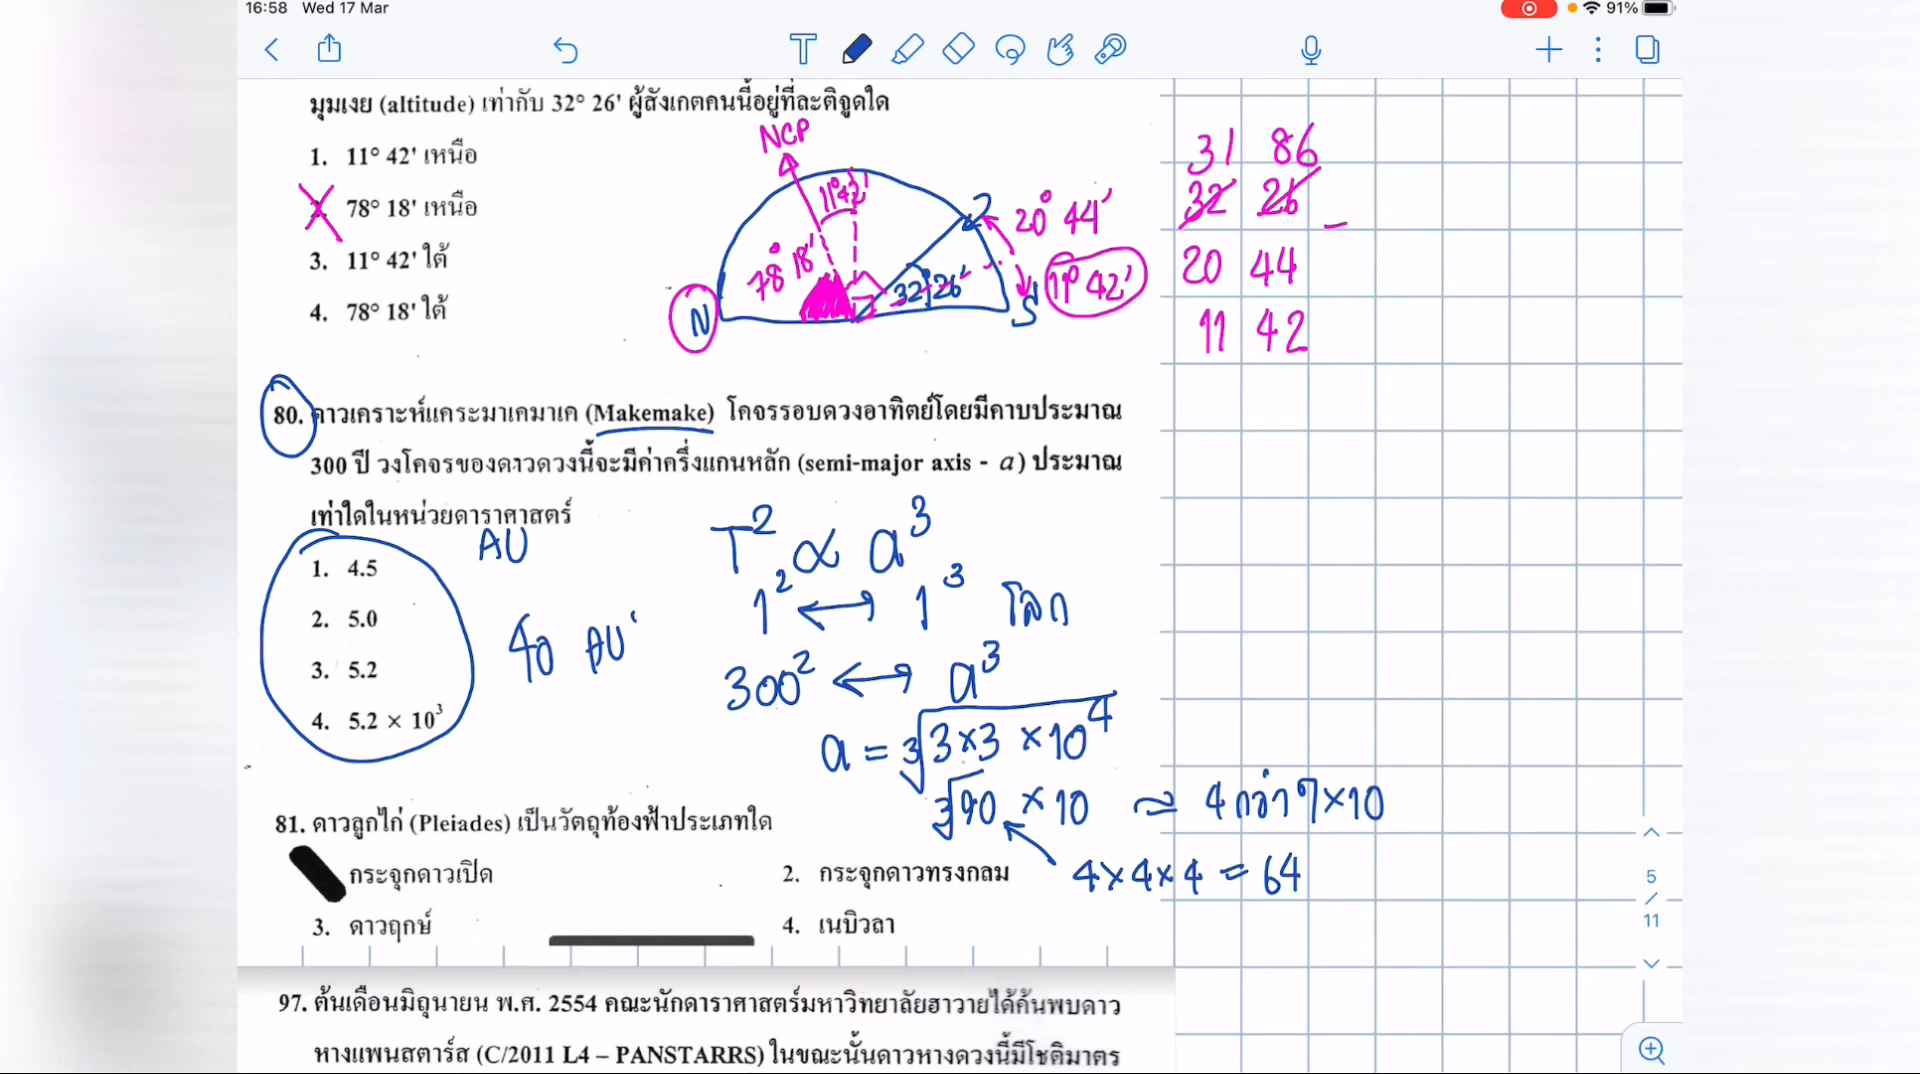 16:58 Wed 17 Mar
91%
มุมเงย (altitude) เท่ากับ 32° 26' ผู้สังเกตคนนี้อยู่ที่ละติจูดใด
1. 11° 42' เหนือ
2. 78° 18' เหนือ
3. 11° 42' ใต้
4. 78° 18' ใต้
NCP
11°42'
78° 18'
32°26'
20° 44'
11° 42'
N
S
31 86
32 26 –
20 44
11 42
80. ดาวเคราะห์แคระมาเคมาเค (Makemake) โคจรรอบดวงอาทิตย์โดยมีคาบประมาณ
300 ปี วงโคจรของดาวดวงนี้จะมีค่าครึ่งแกนหลัก (semi-major axis - a) ประมาณ
เท่าใดในหน่วยดาราศาสตร์
AU
1. 4.5
2. 5.0
3. 5.2
4. 5.2 × 10³
40 AU
T² ∝ a³
1² ↔ 1³ โลก
300² ↔ a³
a = ∛3×3 ×10⁴
∛90 ×10 ≈ 4 กว่าๆ ×10
4×4×4 = 64
81. ดาวลูกไก่ (Pleiades) เป็นวัตถุท้องฟ้าประเภทใด
กระจุกดาวเปิด
2. กระจุกดาวทรงกลม
3. ดาวฤกษ์
4. เนบิวลา
5
/
11
97. ต้นเดือนมิถุนายน พ.ศ. 2554 คณะนักดาราศาสตร์มหาวิทยาลัยฮาวายได้ค้นพบดาว
หางแพนสตาร์ส (C/2011 L4 – PANSTARRS) ในขณะนั้นดาวหางดวงนี้มีโชติมาตร